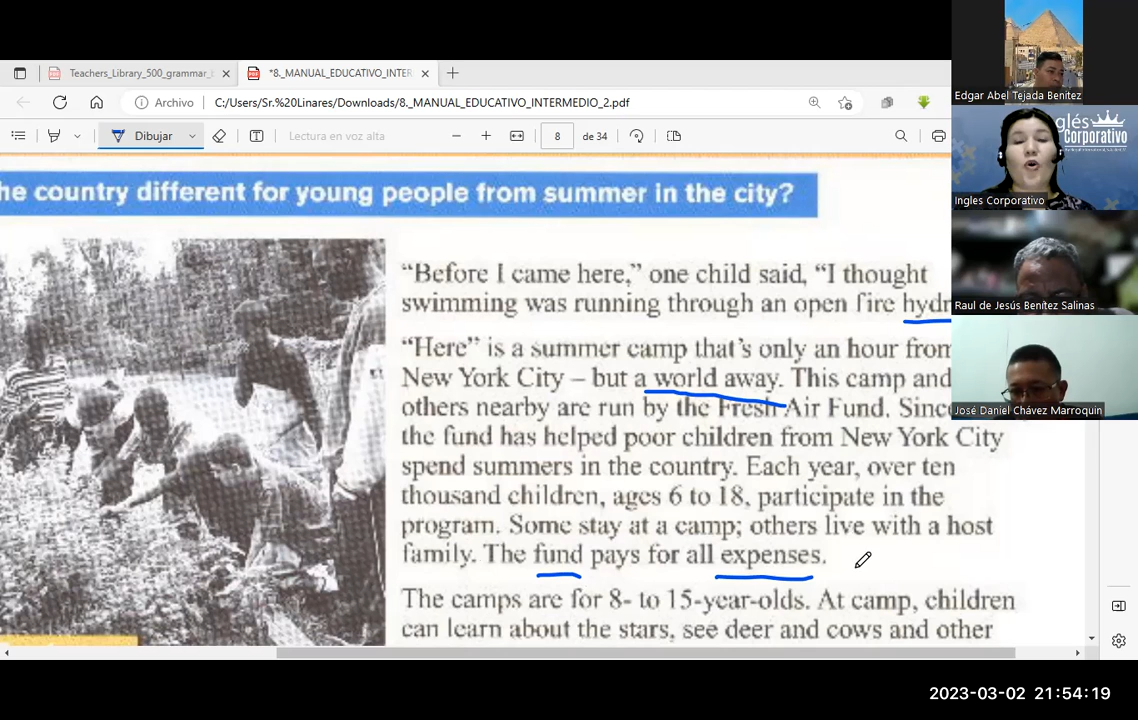 Teachers_Library_500_grammar_
*8._MANUAL_EDUCATIVO_INTER
Archivo
C:/Users/Sr.%20Linares/Downloads/8._MANUAL_EDUCATIVO_INTERMEDIO_2.pdf
Dibujar
Lectura en voz alta
8
de 34
he country different for young people from summer in the city?
“Before I came here,” one child said, “I thought
swimming was running through an open fire hydr
“Here” is a summer camp that’s only an hour from
New York City – but a world away. This camp and
others nearby are run by the Fresh Air Fund. Sinc
the fund has helped poor children from New York City
spend summers in the country. Each year, over ten
thousand children, ages 6 to 18, participate in the
program. Some stay at a camp; others live with a host
family. The fund pays for all expenses.
The camps are for 8- to 15-year-olds. At camp, children
can learn about the stars, see deer and cows and other
Edgar Abel Tejada Benitez
glés
Corporativo
Ingles Corporativo
Raul de Jesús Benítez Salinas
José Daniel Chávez Marroquin
2023-03-02 21:54:19